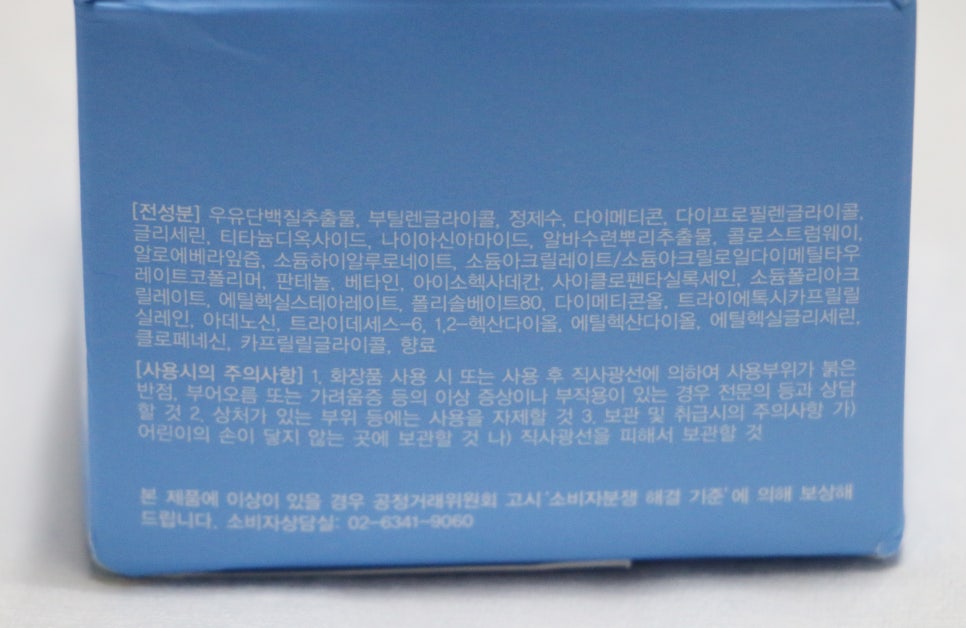 [전성분] 우유단백질추출물, 부틸렌글라이콜, 정제수, 다이메티콘, 다이프로필렌글라이콜,
글리세린, 티타늄디옥사이드, 나이아신아마이드, 알바수련뿌리추출물, 콜로스트럼웨이,
알로에베라잎즙, 소듐하이알루로네이트, 소듐아크릴레이트/소듐아크릴로일다이메틸타우
레이트코폴리머, 판테놀, 베타인, 아이소헥사데칸, 사이클로펜타실록세인, 소듐폴리아크
릴레이트, 에틸헥실스테아레이트, 폴리솔베이트80, 다이메티콘올, 트라이에톡시카프릴릴
실레인, 아데노신, 트라이데세스-6, 1,2-헥산다이올, 에틸헥산다이올, 에틸헥실글리세린,
클로페네신, 카프릴릴글라이콜, 향료
[사용시의 주의사항] 1, 화장품 사용 시 또는 사용 후 직사광선에 의하여 사용부위가 붉은
반점, 부어오름 또는 가려움증 등의 이상 증상이나 부작용이 있는 경우 전문의 등과 상담
할 것 2, 상처가 있는 부위 등에는 사용을 자제할 것 3, 보관 및 취급시의 주의사항 가)
어린이의 손이 닿지 않는 곳에 보관할 것 나) 직사광선을 피해서 보관할 것
본 제품에 이상이 있을 경우 공정거래위원회 고시 '소비자분쟁 해결 기준'에 의해 보상해
드립니다. 소비자상담실: 02-6341-9060